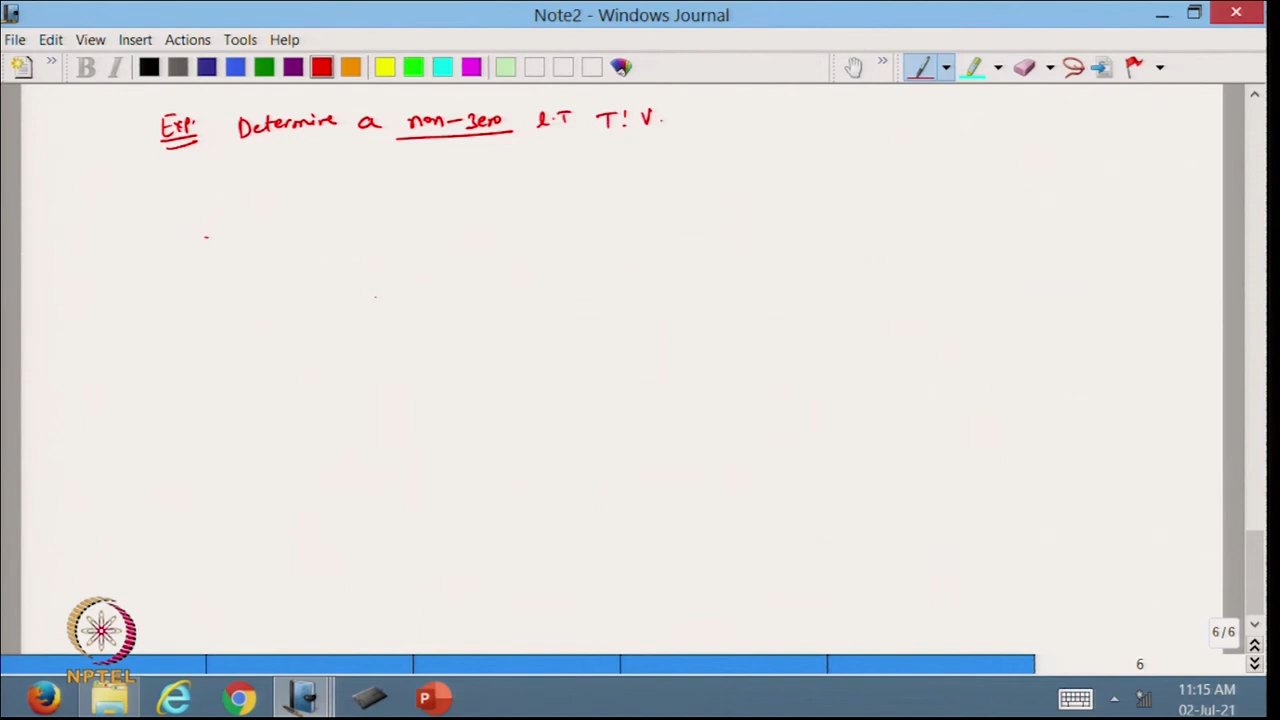 Note2 - Windows Journal
File Edit View Insert Actions Tools Help
B I
Exp: Determine a non-zero l.T T: V.
6/6
6
NPTEL
11:15 AM
02-Jul-21